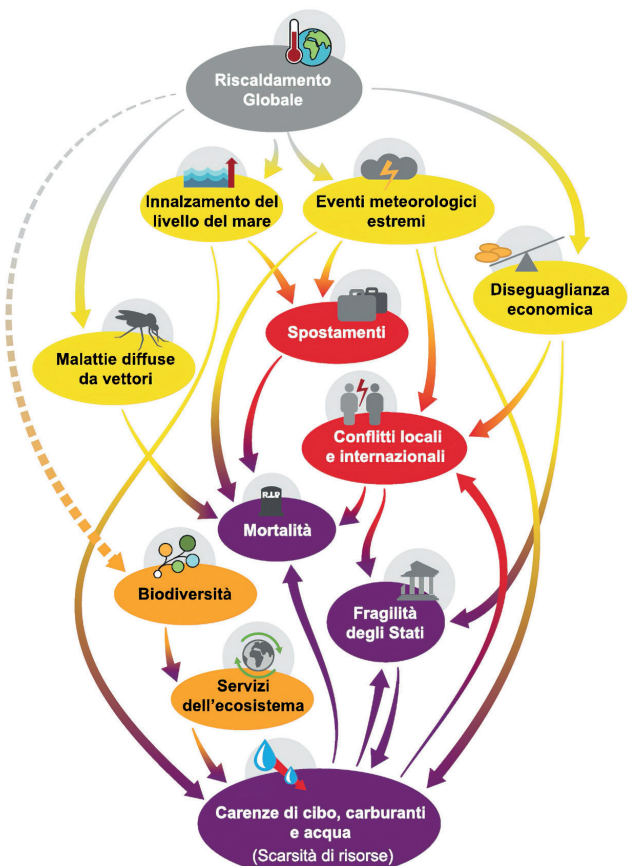 Riscaldamento
Globale
Innalzamento del
livello del mare
Eventi meteorologici
estremi
Diseguaglianza
economica
Spostamenti
Malattie diffuse
da vettori
Conflitti locali
e internazionali
R.I.P
Mortalità
Biodiversità
Fragilità
degli Stati
Servizi
dell'ecosistema
Carenze di cibo, carburanti
e acqua
(Scarsità di risorse)